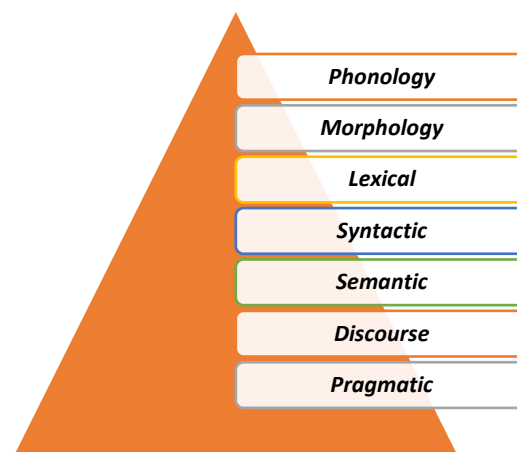 Phonology
Morphology
Lexical
Syntactic
Semantic
Discourse
Pragmatic